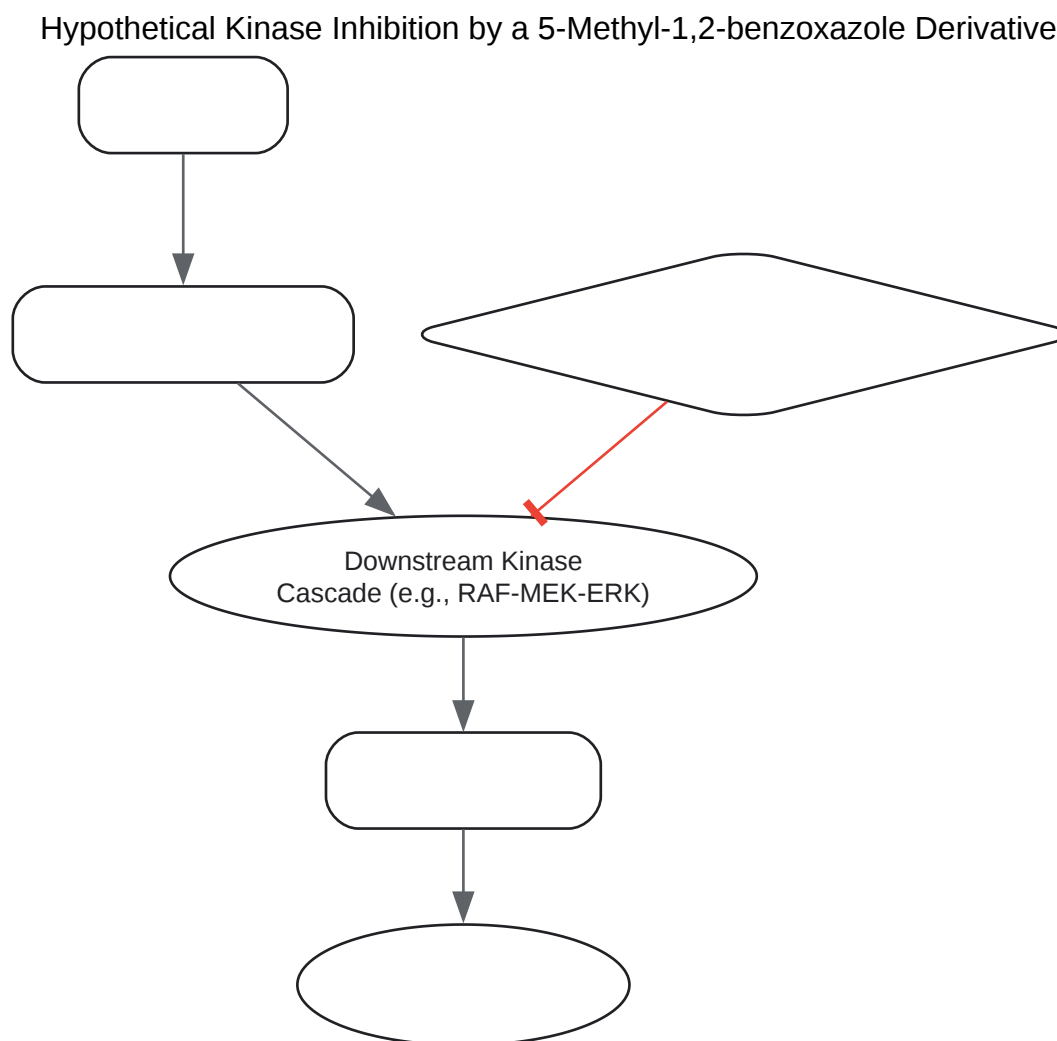 Hypothetical Kinase Inhibition by a 5-Methyl-1,2-benzoxazole Derivative
Downstream Kinase
Cascade (e.g., RAF-MEK-ERK)